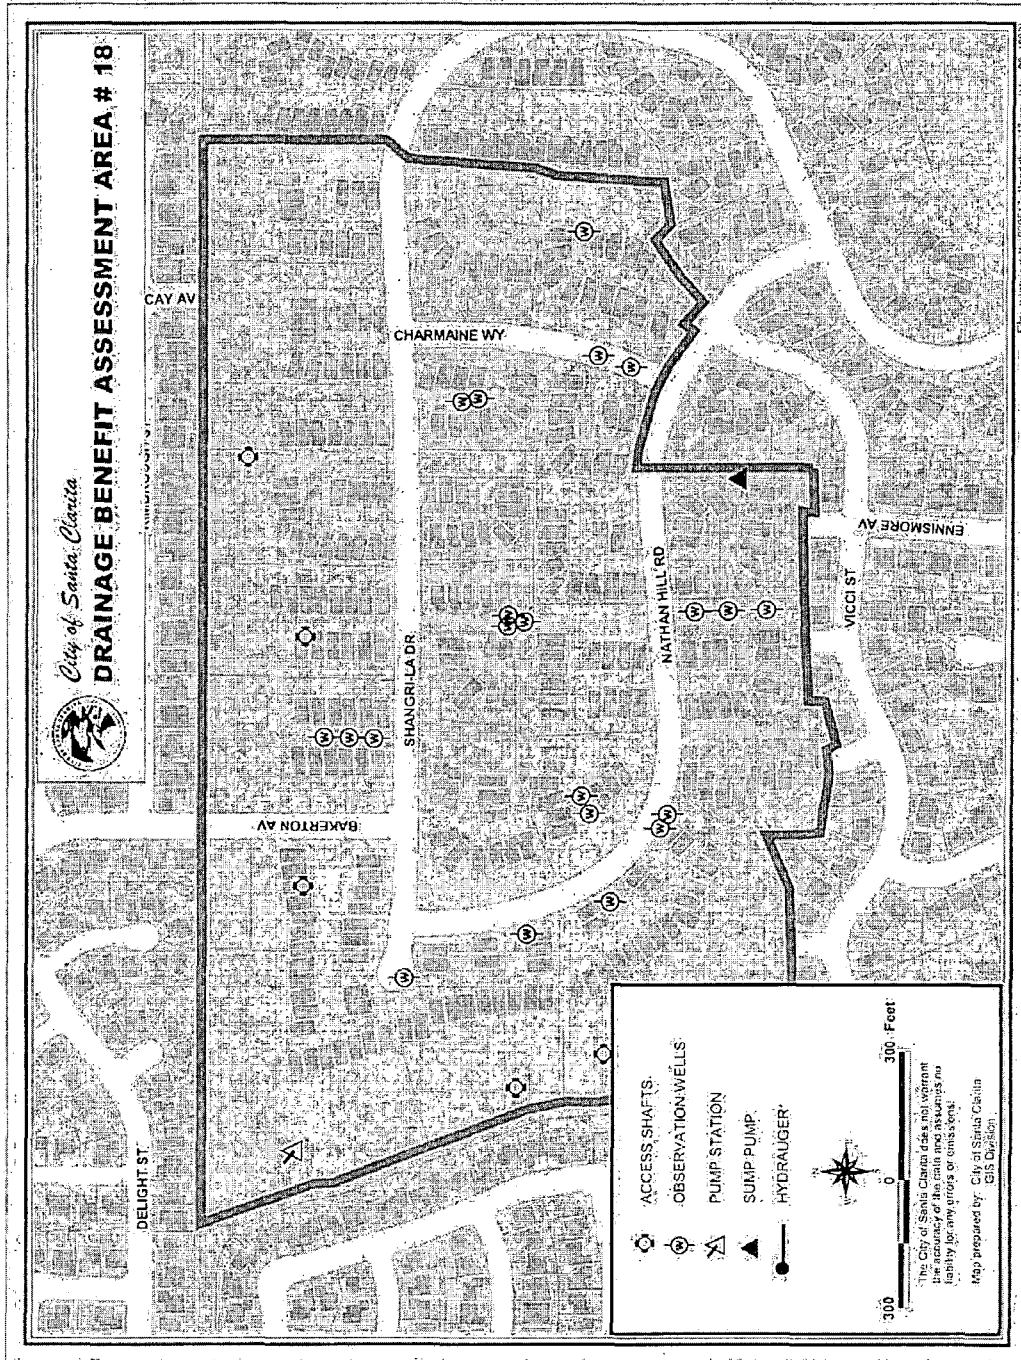 City of Santa Clarita
DRAINAGE BENEFIT ASSESSMENT AREA # 18
CAY AV
CHARMAINE WY
SHANGRI-LA DR
NATHAN HILL RD
ENNISMORE AV
VICCI ST
BAKERTON AV
DELIGHT ST
ACCESS SHAFTS
OBSERVATION WELLS
PUMP STATION
SUMP PUMP
HYDRAUGER
N
300 0 300 Feet
The City of Santa Clarita does not warrant
the accuracy of the data and assumes no
liability for any errors or omissions.
Map prepared by: City of Santa Clarita
GIS Division